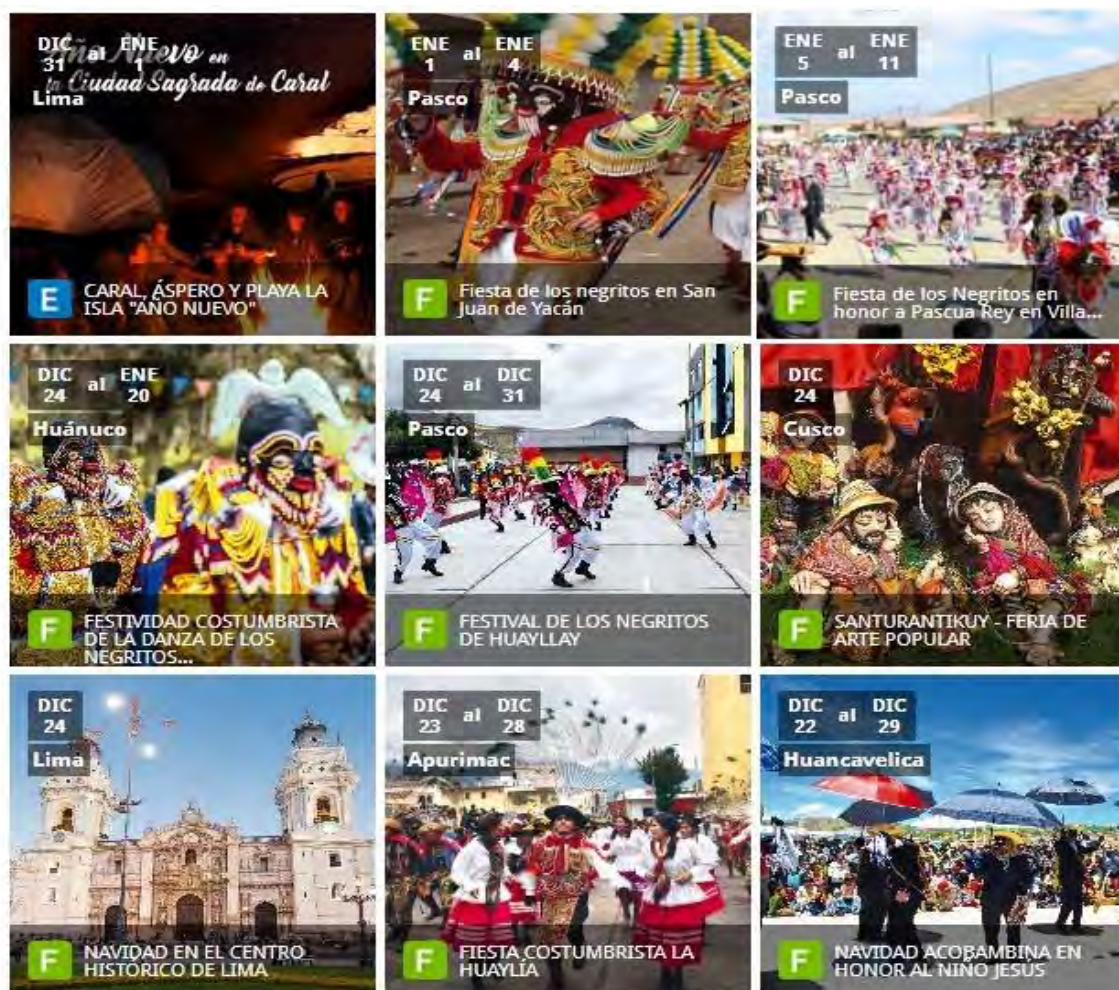 DIC al ENE
31 1
Año Nuevo en
la Ciudad Sagrada de Caral
Lima
E CARAL, ÁSPERO Y PLAYA LA
ISLA "AÑO NUEVO"
ENE al ENE
1 4
Pasco
F Fiesta de los negritos en San
Juan de Yacán
ENE al ENE
5 11
Pasco
F Fiesta de los Negritos en
honor a Pascua Rey en Villa...
DIC al ENE
24 20
Huánuco
F FESTIVIDAD COSTUMBRISTA
DE LA DANZA DE LOS
NEGRITOS...
DIC al DIC
24 31
Pasco
F FESTIVAL DE LOS NEGRITOS
DE HUAYLLAY
DIC
24
Cusco
F SANTURANTIKUY - FERIA DE
ARTE POPULAR
DIC
24
Lima
F NAVIDAD EN EL CENTRO
HISTÓRICO DE LIMA
DIC al DIC
23 28
Apurimac
F FIESTA COSTUMBRISTA LA
HUAYLÍA
DIC al DIC
22 29
Huancavelica
F NAVIDAD ACOBAMBINA EN
HONOR AL NIÑO JESÚS